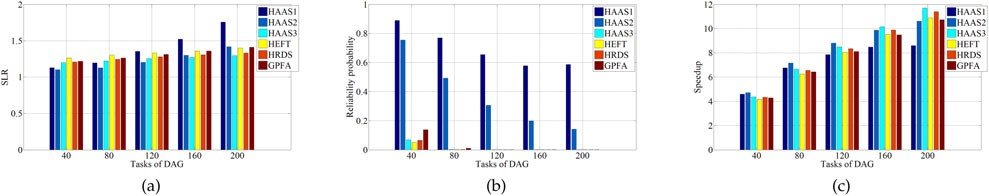 2
1.5
1
0.5
0
SLR
40 80 120 160 200
Tasks of DAG
HAAS1
HAAS2
HAAS3
HEFT
HRDS
GPFA
(a)
1
0.8
0.6
0.4
0.2
0
Reliability probability
40 80 120 160 200
Tasks of DAG
HAAS1
HAAS2
HAAS3
HEFT
HRDS
GPFA
(b)
12
10
8
6
4
2
0
Speedup
40 80 120 160 200
Tasks of DAG
HAAS1
HAAS2
HAAS3
HEFT
HRDS
GPFA
(c)